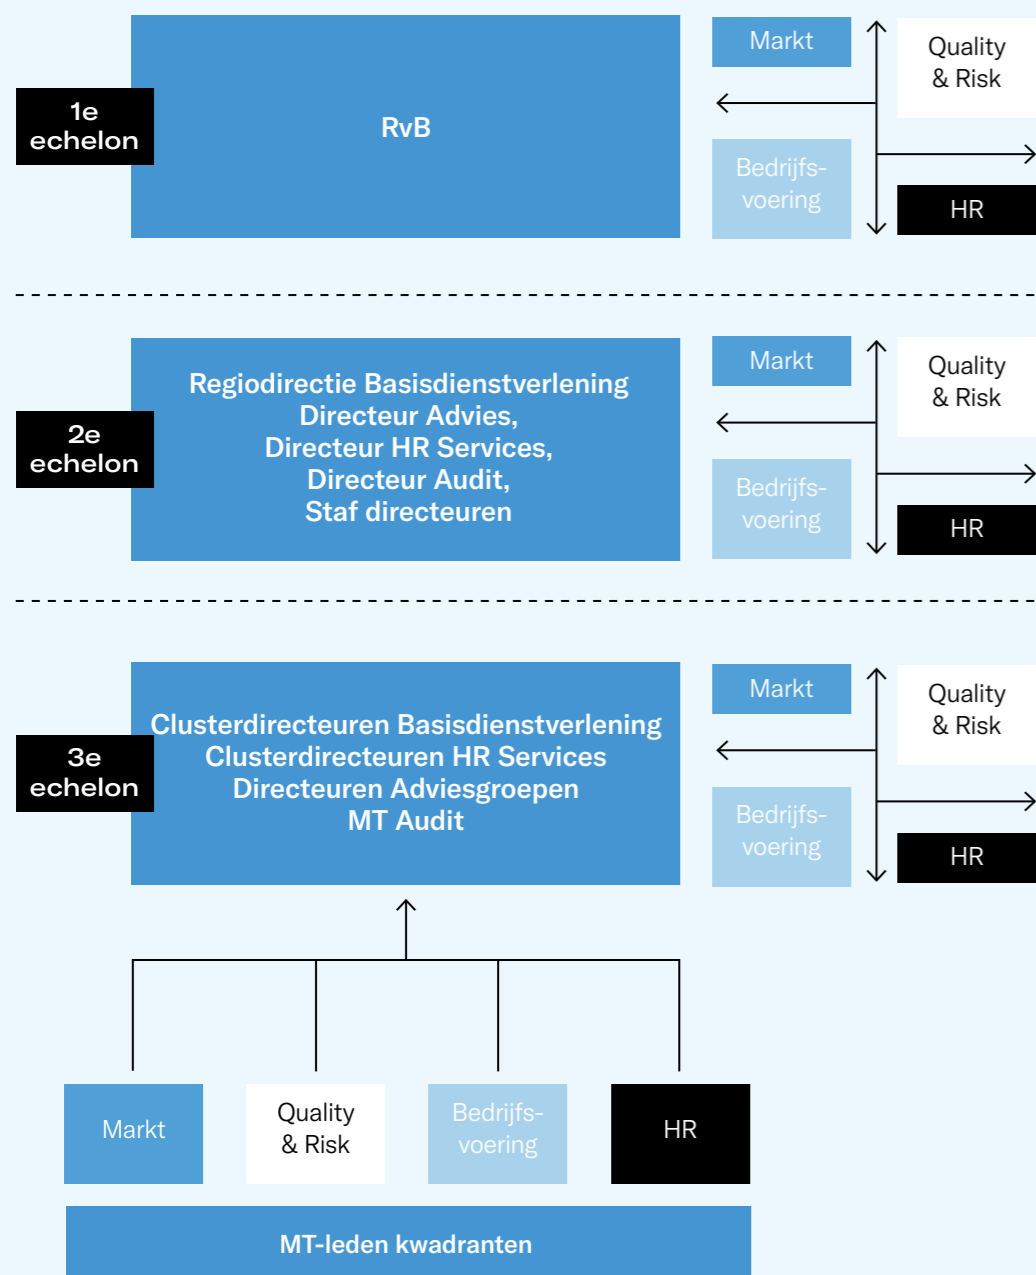 1e
echelon
RvB
Markt
Quality
& Risk
Bedrijfs-
voering
HR
2e
echelon
Regiodirectie Basisdienstverlening
Directeur Advies,
Directeur HR Services,
Directeur Audit,
Staf directeuren
Markt
Quality
& Risk
Bedrijfs-
voering
HR
3e
echelon
Clusterdirecteuren Basisdienstverlening
Clusterdirecteuren HR Services
Directeuren Adviesgroepen
MT Audit
Markt
Quality
& Risk
Bedrijfs-
voering
HR
Markt
Quality
& Risk
Bedrijfs-
voering
HR
MT-leden kwadranten